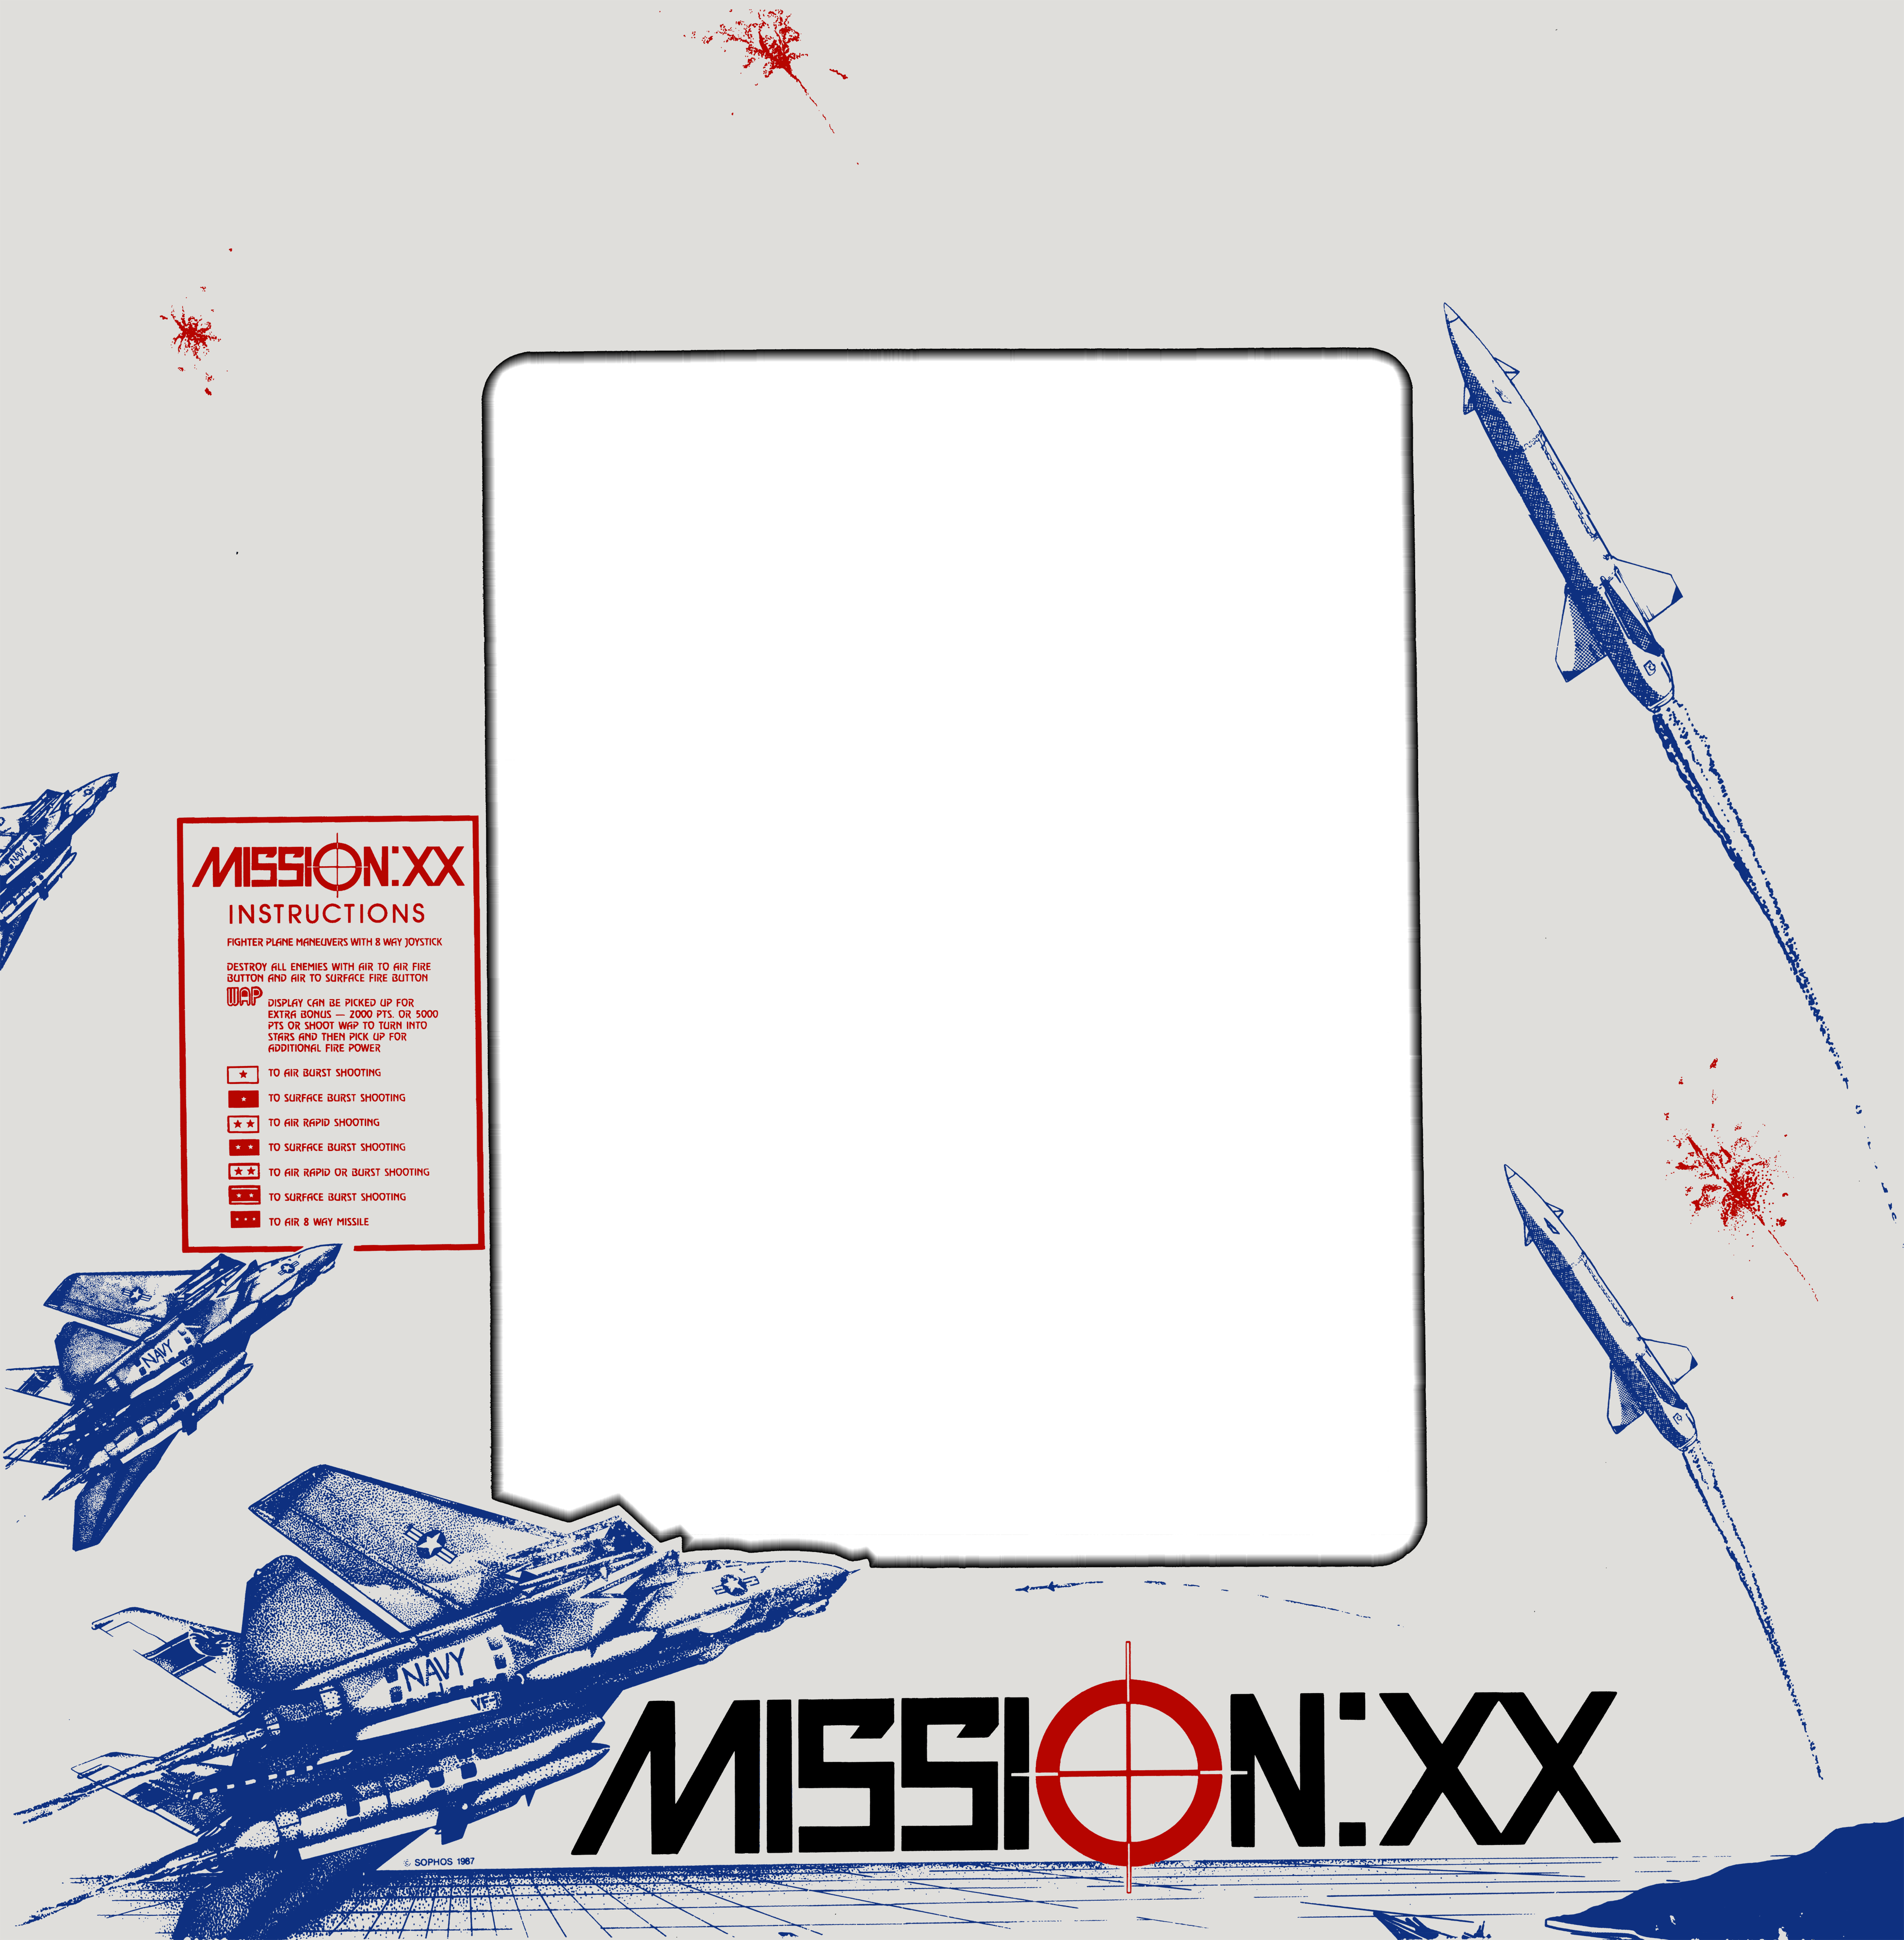 NAVY
MISSION:XX
INSTRUCTIONS
FIGHTER PLANE MANEUVERS WITH 8 WAY JOYSTICK
DESTROY ALL ENEMIES WITH AIR TO AIR FIRE
BUTTON AND AIR TO SURFACE FIRE BUTTON
WAP
DISPLAY CAN BE PICKED UP FOR
EXTRA BONUS — 2000 PTS. OR 5000
PTS OR SHOOT WAP TO TURN INTO
STARS AND THEN PICK UP FOR
ADDITIONAL FIRE POWER
TO AIR BURST SHOOTING
TO SURFACE BURST SHOOTING
TO AIR RAPID SHOOTING
TO SURFACE BURST SHOOTING
TO AIR RAPID OR BURST SHOOTING
TO SURFACE BURST SHOOTING
TO AIR 8 WAY MISSILE
NAVY
VF
NAVY
VF
MISSION:XX
© SOPHOS 1987